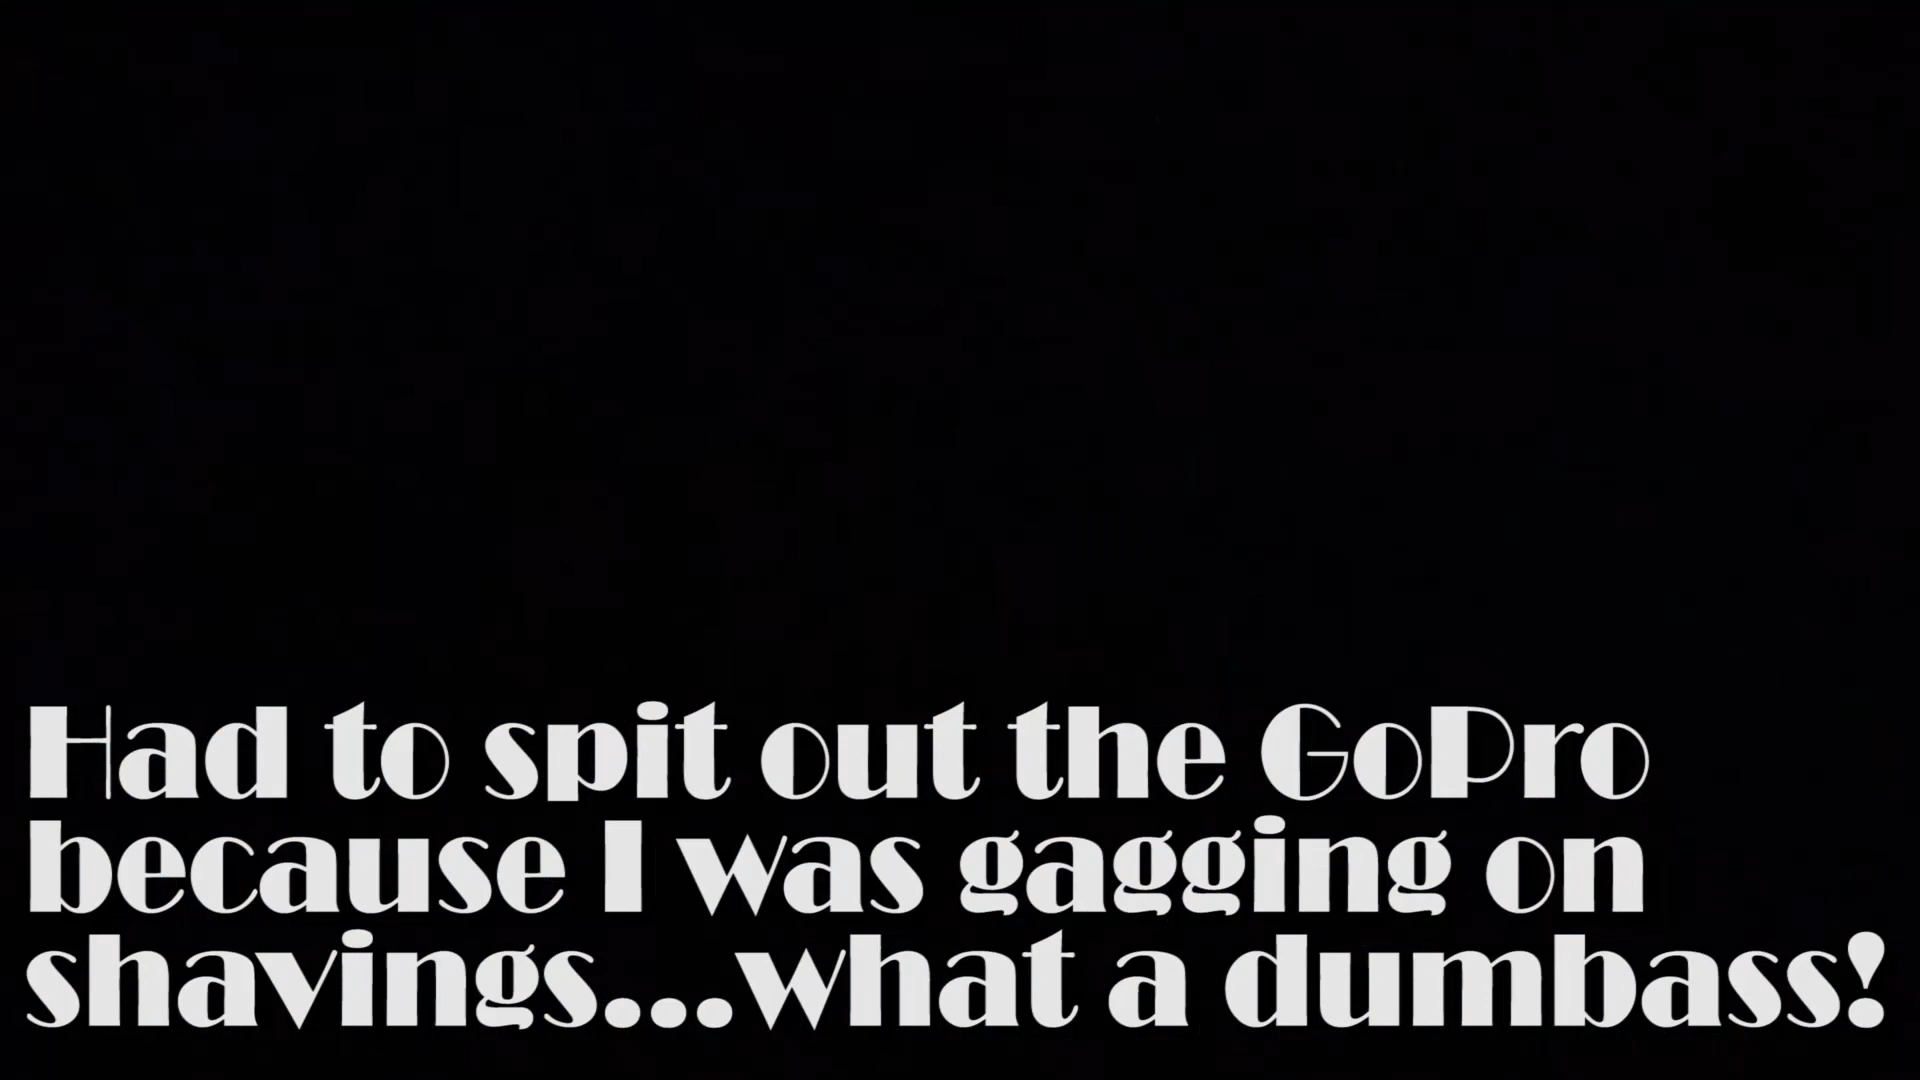 Had to spit out the GoPro
because I was gagging on
shavings...what a dumbass!